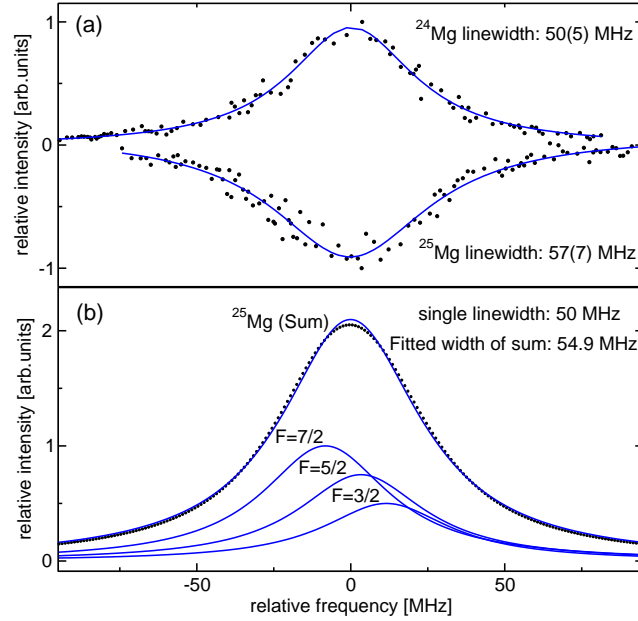 (a)
²⁴Mg linewidth: 50(5) MHz
1
0
-1
relative intensity [arb.units]
²⁵Mg linewidth: 57(7) MHz
(b)
²⁵Mg (Sum)
single linewidth: 50 MHz
Fitted width of sum: 54.9 MHz
2
1
0
relative intensity [arb.units]
F=7/2
F=5/2
F=3/2
-50 0 50
relative frequency [MHz]